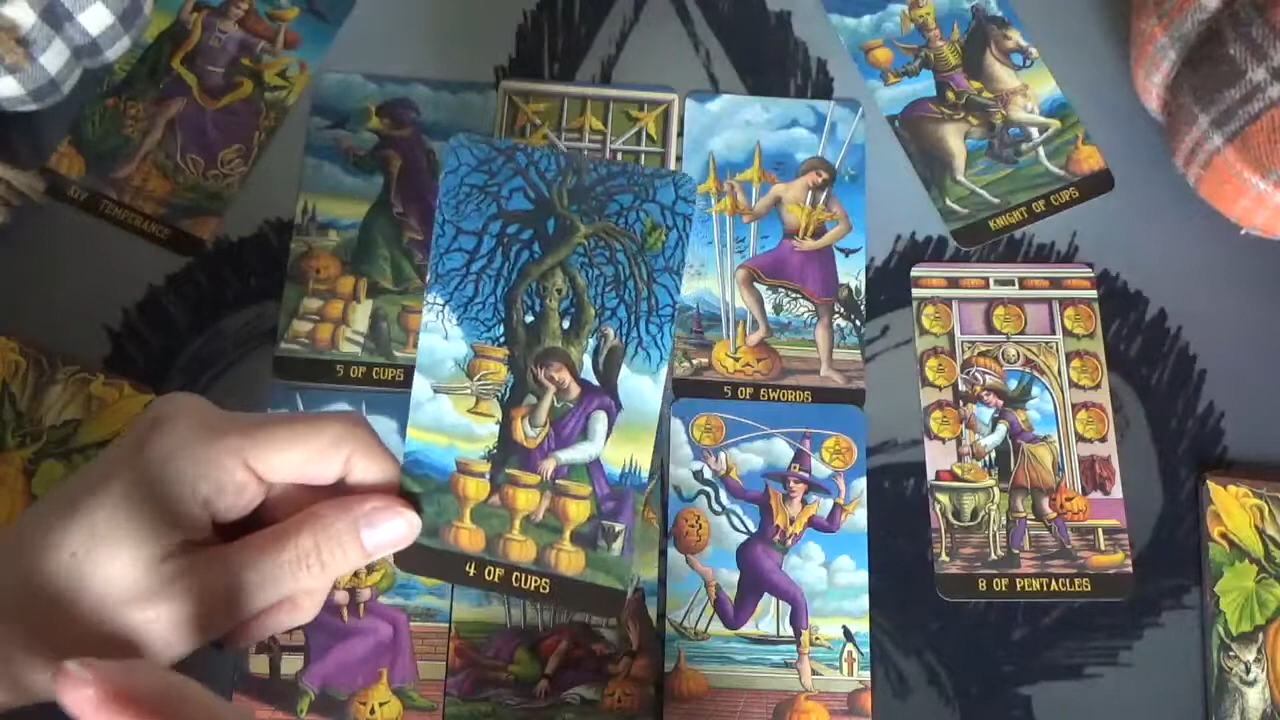 XIV TEMPERANCE
KNIGHT OF CUPS
5 OF CUPS
5 OF SWORDS
4 OF CUPS
8 OF PENTACLES